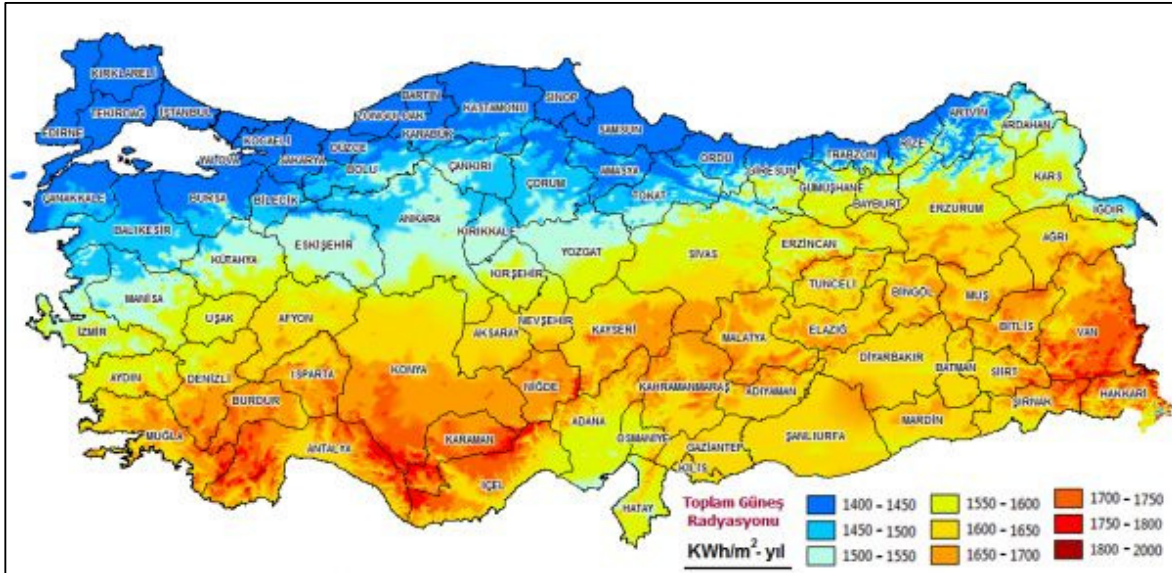 KIRKLARELİ
TEKİRDAĞ
İSTANBUL
EDİRNE
KOCAELİ
YALOVA
SAKARYA
DÜZCE
ZONGULDAK
BARTIN
KARABÜK
KASTAMONU
SİNOP
SAMSUN
ORDU
GİRESUN
TRABZON
RİZE
ARTVİN
ARDAHAN
KARS
IĞDIR
ÇANAKKALE
BURSA
BİLECİK
BOLU
ÇANKIRI
ÇORUM
AMASYA
TOKAT
GÜMÜŞHANE
BAYBURT
ERZURUM
AĞRI
BALIKESİR
KÜTAHYA
ESKİŞEHİR
ANKARA
KIRIKKALE
YOZGAT
SİVAS
ERZİNCAN
TUNCELİ
BİNGÖL
MUŞ
BİTLİS
VAN
MANİSA
İZMİR
UŞAK
AFYON
KIRŞEHİR
NEVŞEHİR
AKSARAY
KAYSERİ
MALATYA
ELAZIĞ
DİYARBAKIR
BATMAN
SİİRT
ŞIRNAK
HAKKARİ
AYDIN
DENİZLİ
BURDUR
ISPARTA
KONYA
NİĞDE
KAHRAMANMARAŞ
ADIYAMAN
MARDİN
MUĞLA
ANTALYA
KARAMAN
İÇEL
ADANA
OSMANİYE
GAZİANTEP
KİLİS
ŞANLIURFA
HATAY
Toplam Güneş
Radyasyonu
KWh/m²- yıl
1400 – 1450
1450 – 1500
1500 – 1550
1550 – 1600
1600 – 1650
1650 – 1700
1700 – 1750
1750 – 1800
1800 – 2000